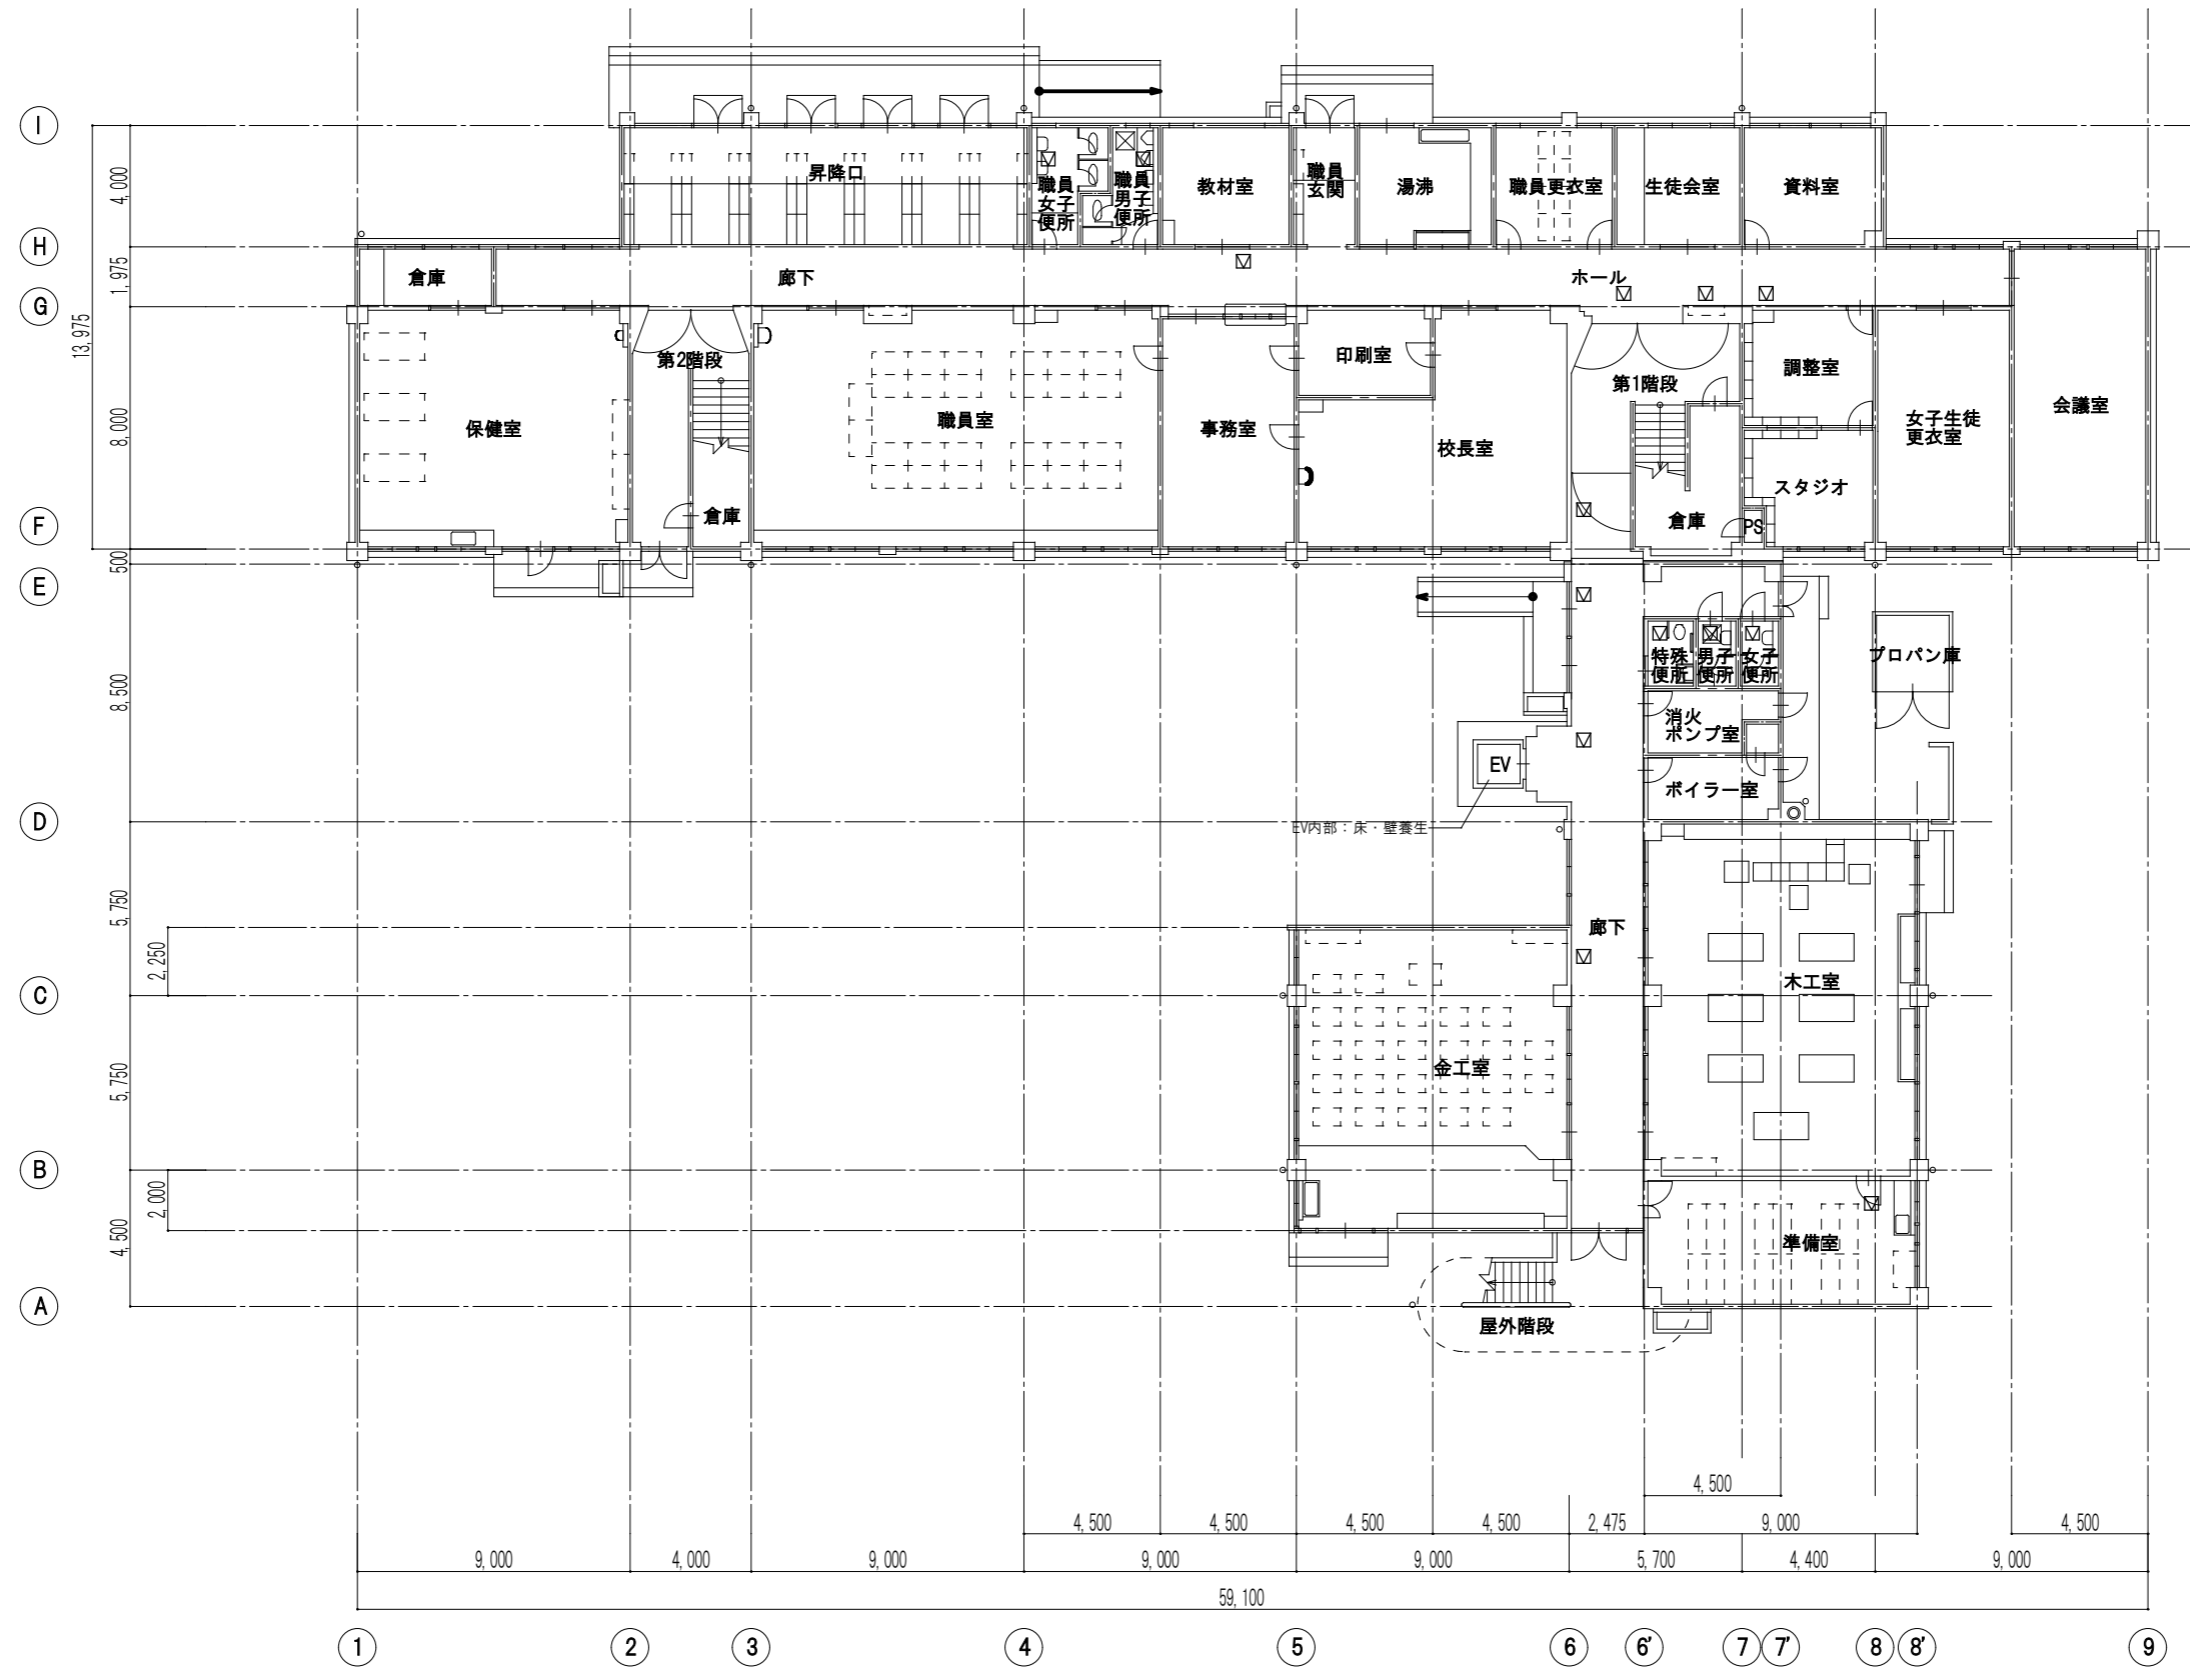 I
H
G
F
E
D
C
B
A
4,000
1,975
13,975
8,000
500
8,500
5,750
2,250
5,750
2,000
4,500
昇降口
職員
女子
便所
職員
男子
便所
教材室
職員
玄関
湯沸
職員更衣室
生徒会室
資料室
倉庫
廊下
ホール
保健室
第2階段
倉庫
職員室
事務室
印刷室
校長室
第1階段
倉庫
PS
調整室
スタジオ
女子生徒
更衣室
会議室
特殊
便所
男子
便所
女子
便所
プロパン庫
消火
ポンプ室
EV
ボイラー室
EV内部：床・壁養生
廊下
木工室
金工室
準備室
屋外階段
4,500
4,500
4,500
4,500
4,500
2,475
9,000
4,500
9,000
4,000
9,000
9,000
9,000
5,700
4,400
9,000
59,100
1
2
3
4
5
6
6'
7
7'
8
8'
9